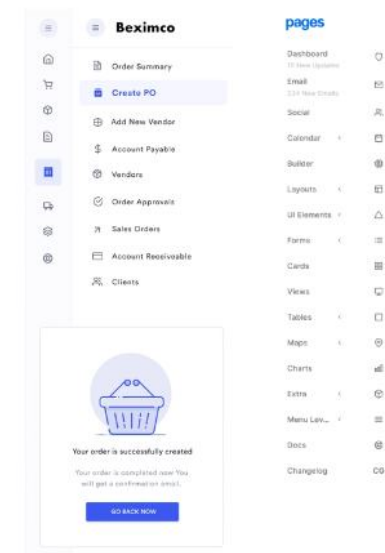 Beximco
Order Summary
Create PO
Add New Vendor
Account Payable
Vendors
Order Approvals
Sales Orders
Account Receivable
Clients
Your order is successfully created
Your order is completed now You
will get a confirmation email.
GO BACK NOW
pages
Dashboard
Email
Social
Calendar
Builder
Layouts
UI Elements
Forms
Cards
Views
Tables
Maps
Charts
Extra
Menu Lev...
Docs
Changelog CG